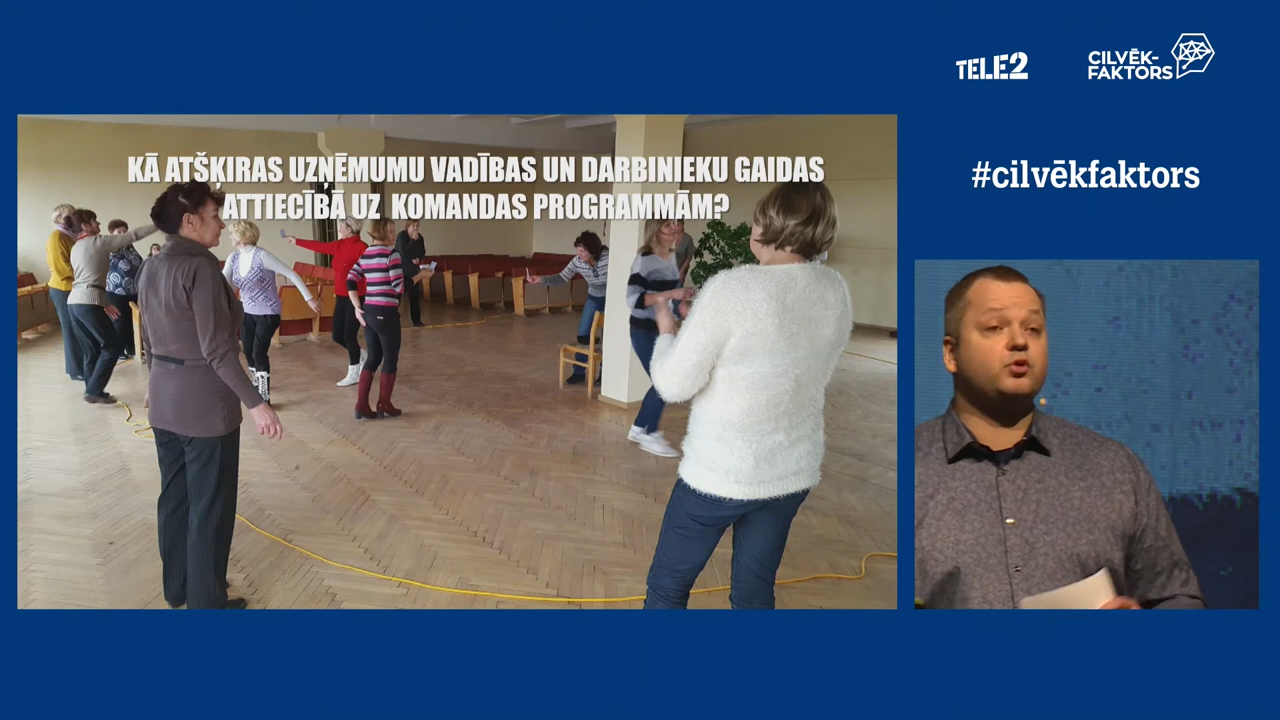 TELE2
CILVĒK-
FAKTORS
KĀ ATŠĶIRAS UZŅĒMUMU VADĪBAS UN DARBINIEKU GAIDAS
ATTIECĪBĀ UZ KOMANDAS PROGRAMMĀM?
#cilvēkfaktors